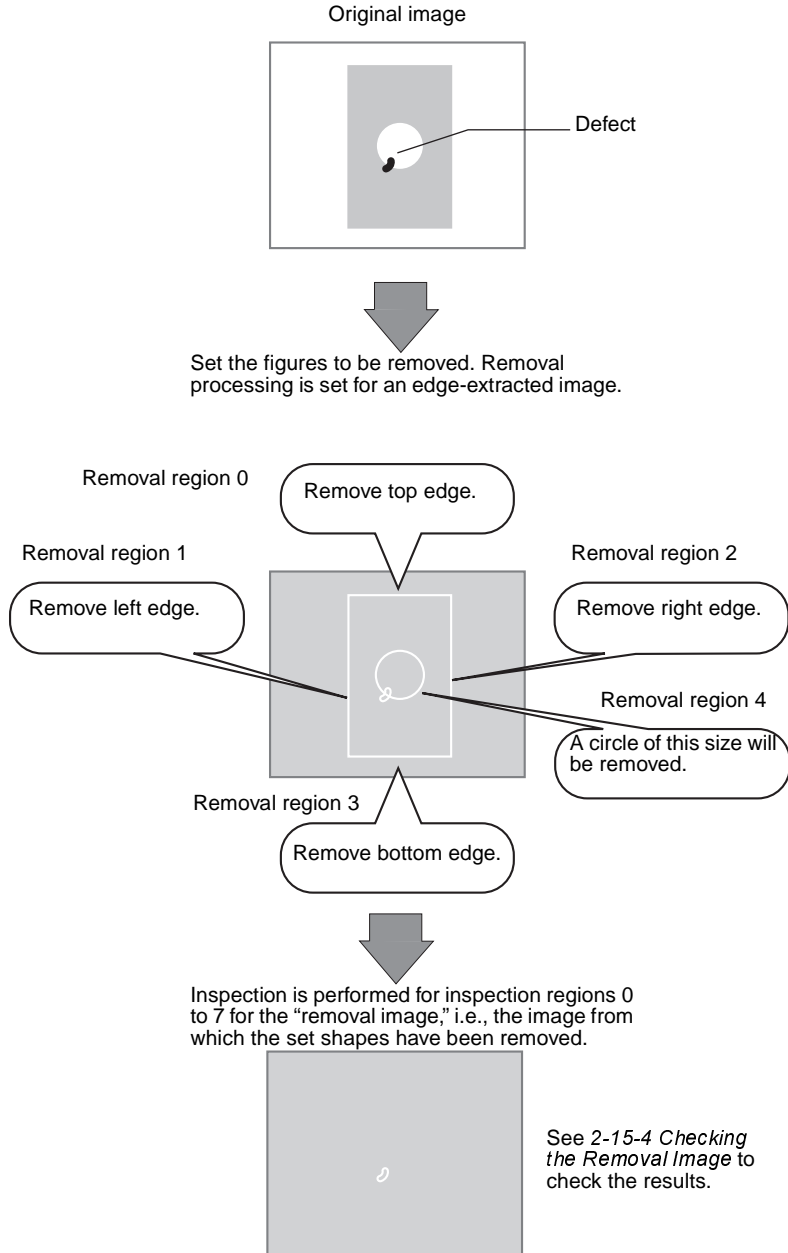 Original image
Defect
Set the figures to be removed. Removal
processing is set for an edge-extracted image.
Removal region 0
Remove top edge.
Removal region 1
Remove left edge.
Removal region 2
Remove right edge.
Removal region 4
A circle of this size will
be removed.
Removal region 3
Remove bottom edge.
Inspection is performed for inspection regions 0
to 7 for the “removal image,” i.e., the image from
which the set shapes have been removed.
See 2-15-4 Checking
the Removal Image to
check the results.